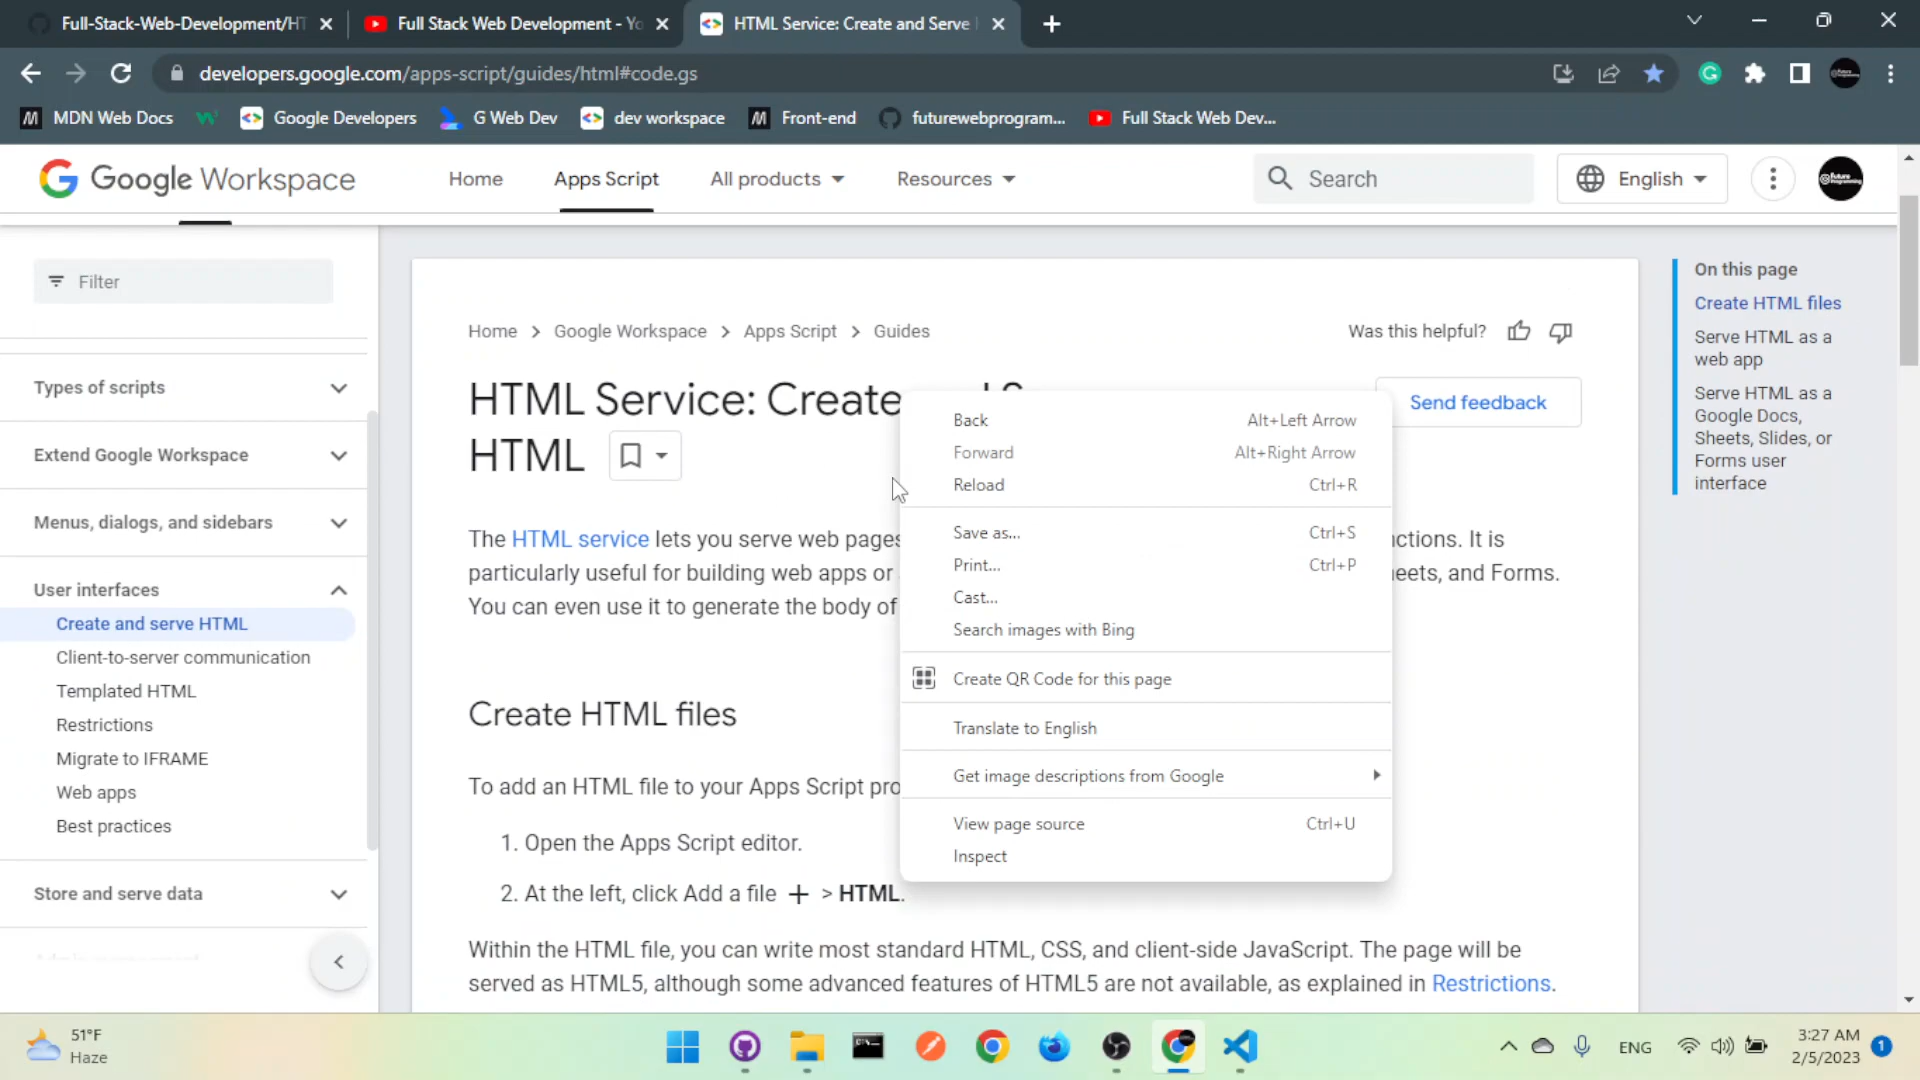 Full-Stack-Web-Development/HT
Full Stack Web Development - Yo
HTML Service: Create and Serve
developers.google.com/apps-script/guides/html#code.gs
MDN Web Docs
Google Developers
G Web Dev
dev workspace
Front-end
futurewebprogram...
Full Stack Web Dev...
Google Workspace
Home
Apps Script
All products
Resources
Search
English
Filter
Types of scripts
Extend Google Workspace
Menus, dialogs, and sidebars
User interfaces
Create and serve HTML
Client-to-server communication
Templated HTML
Restrictions
Migrate to IFRAME
Web apps
Best practices
Store and serve data
Home > Google Workspace > Apps Script > Guides
Was this helpful?
HTML Service: Create
HTML
Send feedback
The HTML service lets you serve web pages ctions. It is
particularly useful for building web apps or eets, and Forms.
You can even use it to generate the body of
Create HTML files
To add an HTML file to your Apps Script pro
1. Open the Apps Script editor.
2. At the left, click Add a file + > HTML.
Within the HTML file, you can write most standard HTML, CSS, and client-side JavaScript. The page will be
served as HTML5, although some advanced features of HTML5 are not available, as explained in Restrictions.
Back Alt+Left Arrow
Forward Alt+Right Arrow
Reload Ctrl+R
Save as... Ctrl+S
Print... Ctrl+P
Cast...
Search images with Bing
Create QR Code for this page
Translate to English
Get image descriptions from Google
View page source Ctrl+U
Inspect
On this page
Create HTML files
Serve HTML as a
web app
Serve HTML as a
Google Docs,
Sheets, Slides, or
Forms user
interface
51°F
Haze
ENG
3:27 AM
2/5/2023
1